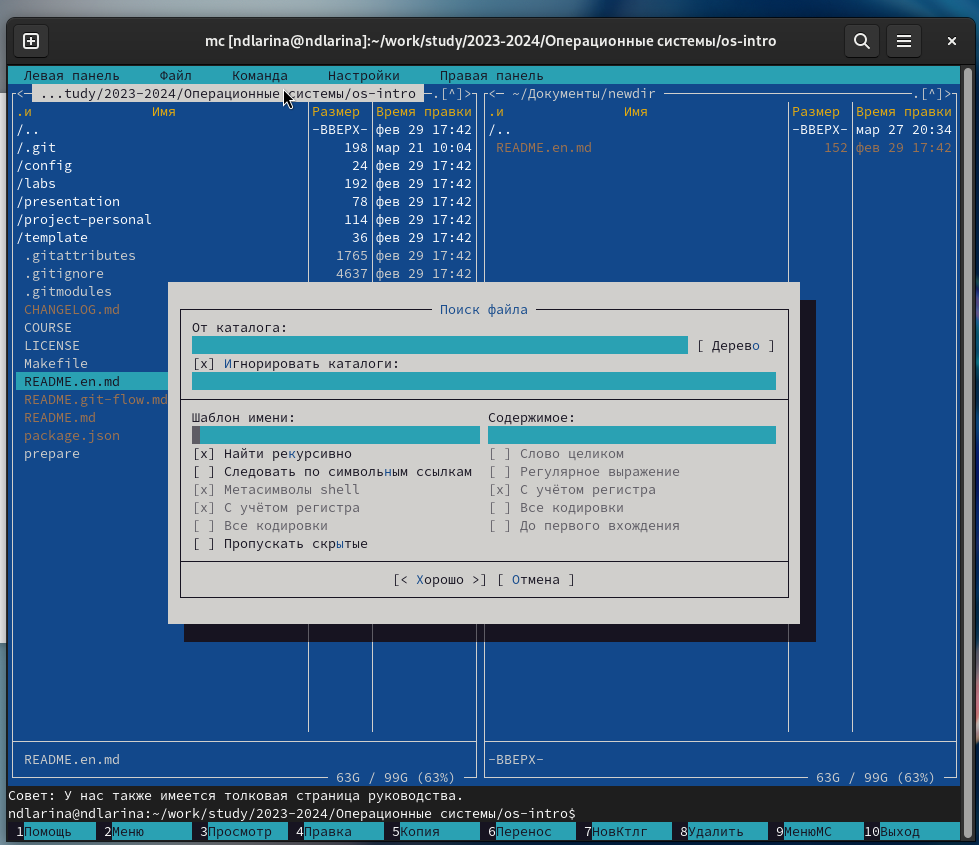 mc [ndlarina@ndlarina]:~/work/study/2023-2024/Операционные системы/os-intro
Левая панель Файл Команда Настройки Правая панель
<— ...tudy/2023-2024/Операционные системы/os-intro .[^]> <— ~/Документы/newdir .[^]>
.и Имя Размер Время правки .и Имя Размер Время правки
/.. -ВВЕРХ- фев 29 17:42 /.. -ВВЕРХ- мар 27 20:34
/.git 198 мар 21 10:04 README.en.md 152 фев 29 17:42
/config 24 фев 29 17:42
/labs 192 фев 29 17:42
/presentation 78 фев 29 17:42
/project-personal 114 фев 29 17:42
/template 36 фев 29 17:42
.gitattributes 1765 фев 29 17:42
.gitignore 4637 фев 29 17:42
.gitmodules
CHANGELOG.md
COURSE
LICENSE
Makefile
README.en.md
README.git-flow.md
README.md
package.json
prepare
Поиск файла
От каталога:
[ Дерево ]
[x] Игнорировать каталоги:
Шаблон имени: Содержимое:
[x] Найти рекурсивно [ ] Слово целиком
[ ] Следовать по символьным ссылкам [ ] Регулярное выражение
[x] Метасимволы shell [x] С учётом регистра
[x] С учётом регистра [ ] Все кодировки
[ ] Все кодировки [ ] До первого вхождения
[ ] Пропускать скрытые
[< Хорошо >] [ Отмена ]
README.en.md -ВВЕРХ-
63G / 99G (63%) 63G / 99G (63%)
Совет: У нас также имеется толковая страница руководства.
ndlarina@ndlarina:~/work/study/2023-2024/Операционные системы/os-intro$
1Помощь 2Меню 3Просмотр 4Правка 5Копия 6Перенос 7НовКтлг 8Удалить 9МенюМС 10Выход